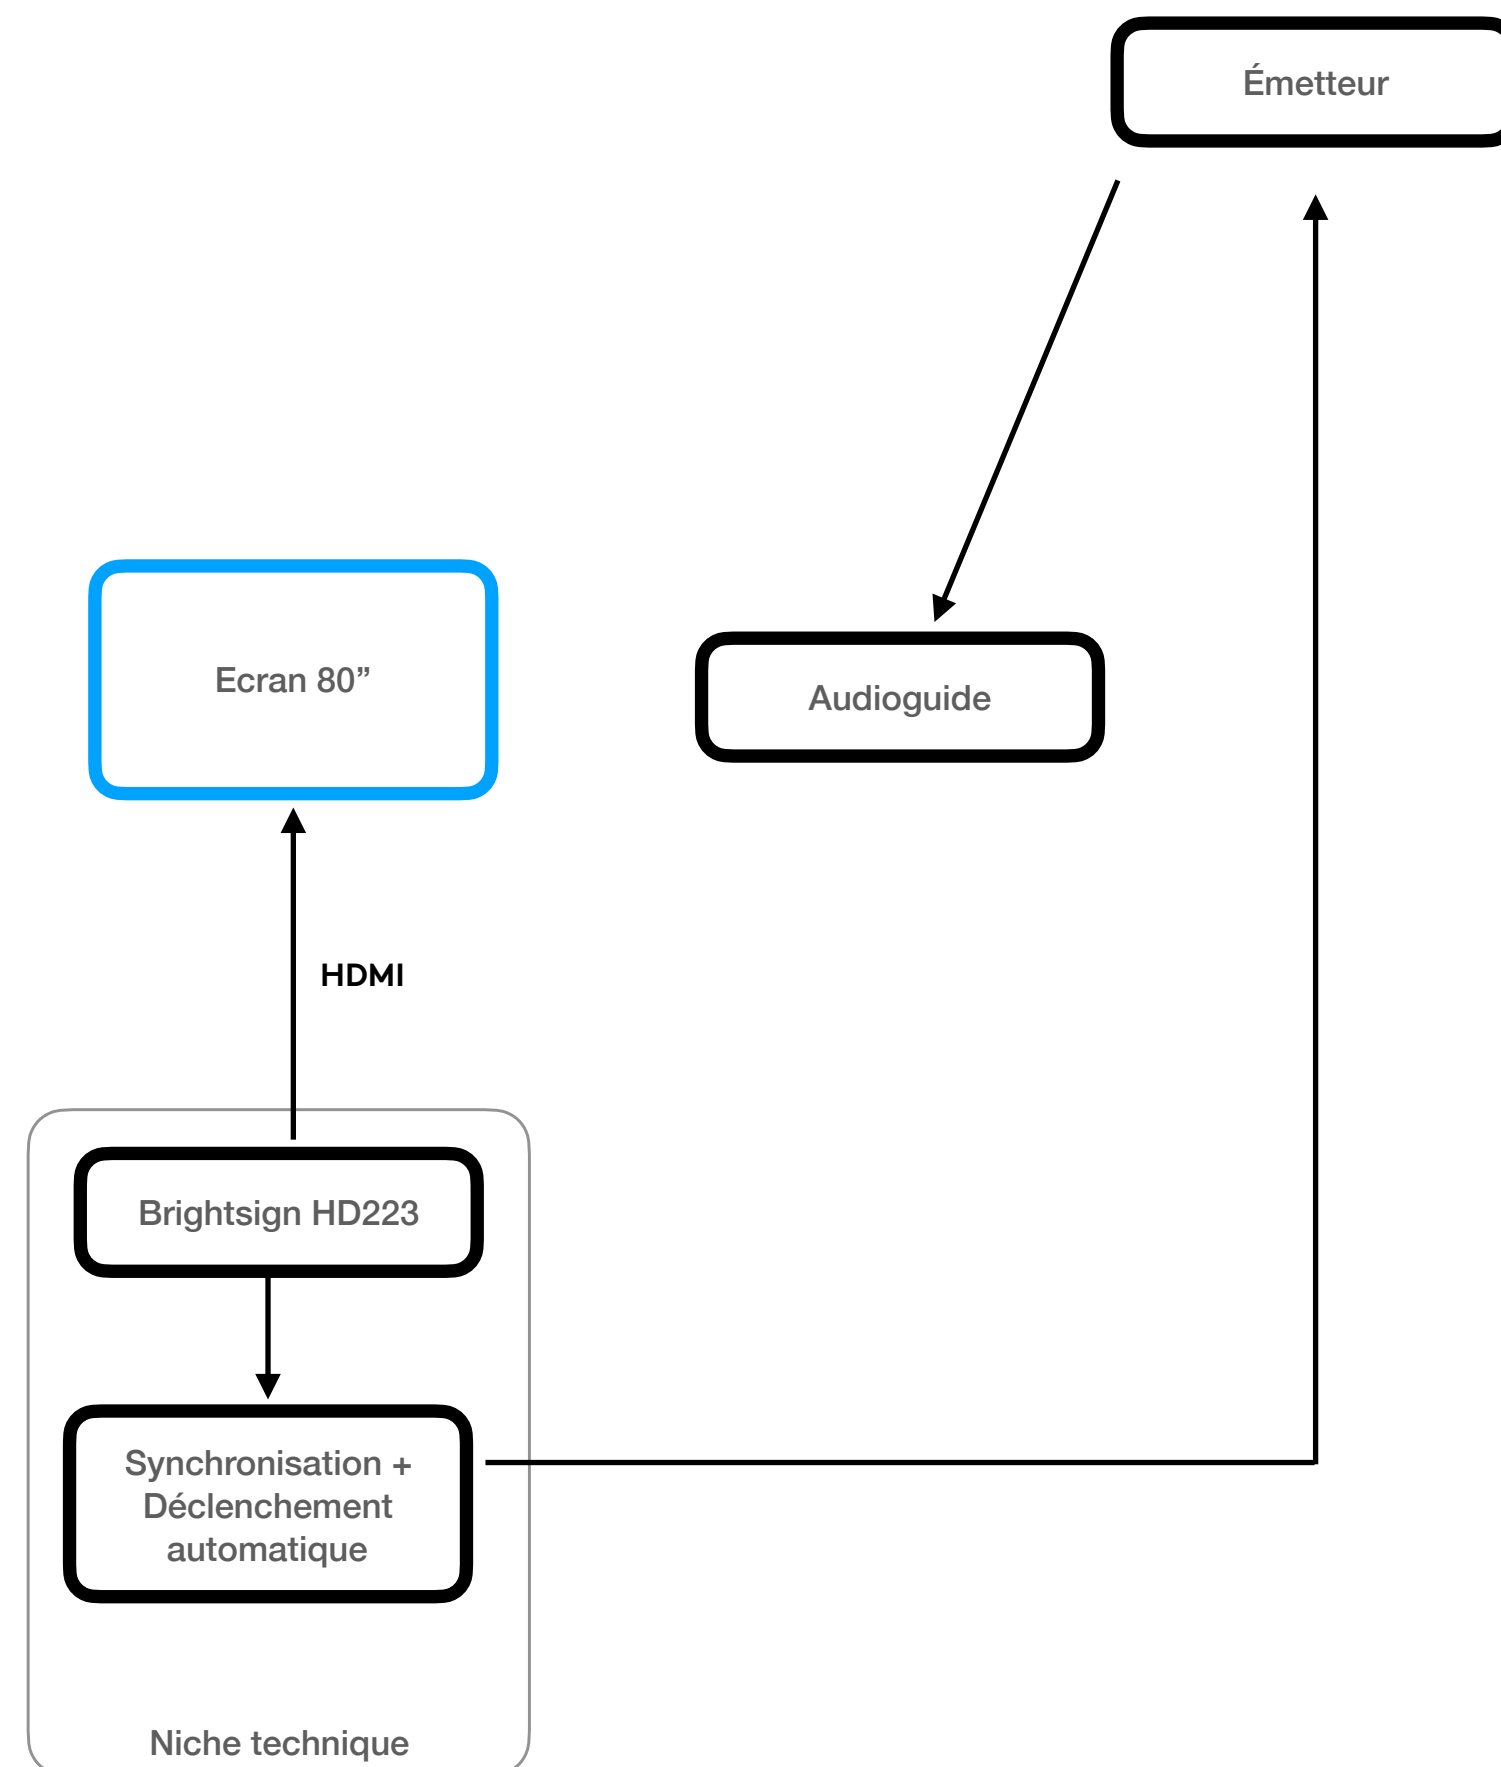 Émetteur
Ecran 80”
Audioguide
HDMI
Brightsign HD223
Synchronisation +
Déclenchement
automatique
Niche technique